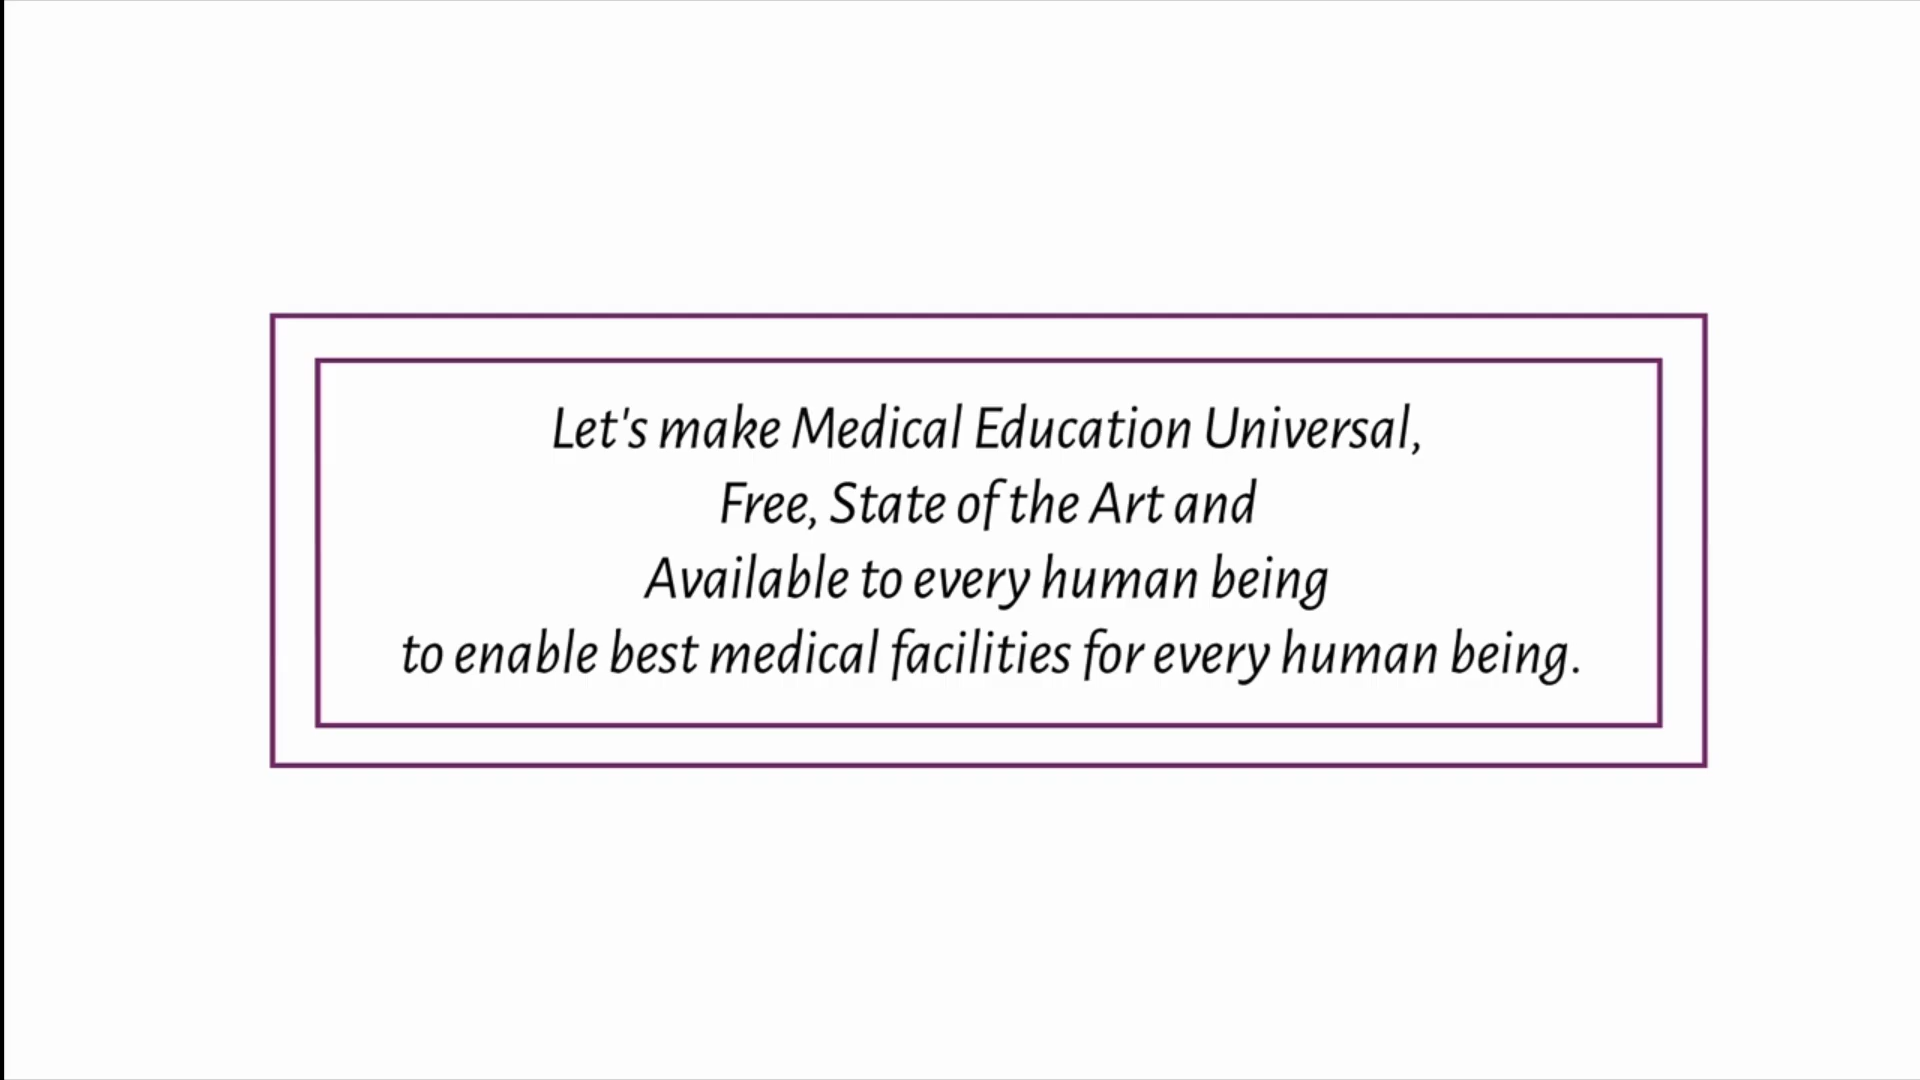 Let's make Medical Education Universal,
Free, State of the Art and
Available to every human being
to enable best medical facilities for every human being.